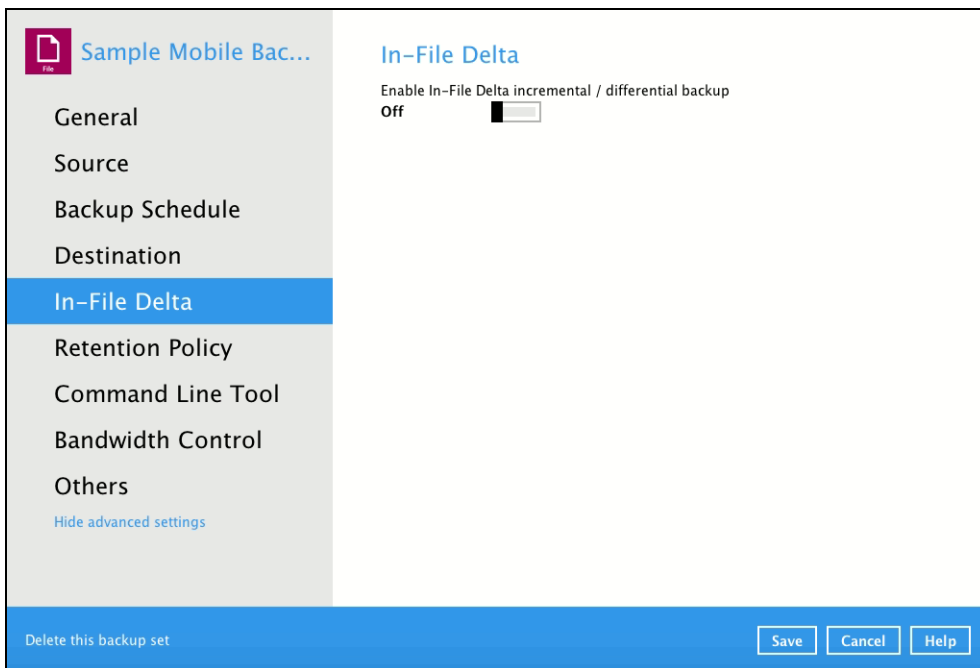 File
Sample Mobile Bac...
General
Source
Backup Schedule
Destination
In-File Delta
Retention Policy
Command Line Tool
Bandwidth Control
Others
Hide advanced settings
In-File Delta
Enable In-File Delta incremental / differential backup
Off
Delete this backup set
Save
Cancel
Help